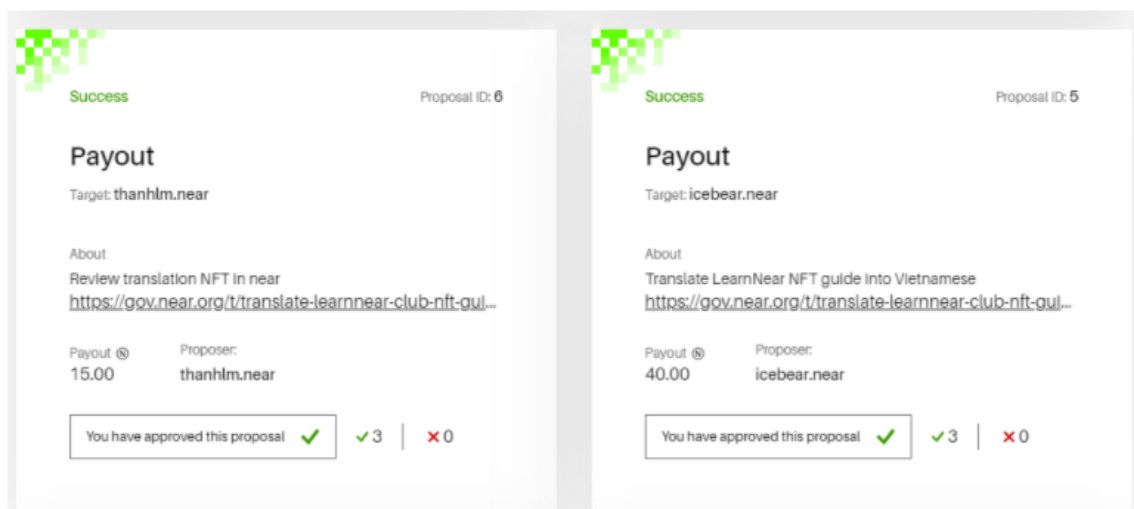 Success
Proposal ID: 6
Payout
Target: thanhlm.near
About
Review translation NFT in near
https://gov.near.org/t/translate-learnnear-club-nft-gui...
Payout Ⓝ
Proposer:
15.00
thanhlm.near
You have approved this proposal
3
0
Success
Proposal ID: 5
Payout
Target: icebear.near
About
Translate LearnNear NFT guide into Vietnamese
https://gov.near.org/t/translate-learnnear-club-nft-gui...
Payout Ⓝ
Proposer:
40.00
icebear.near
You have approved this proposal
3
0